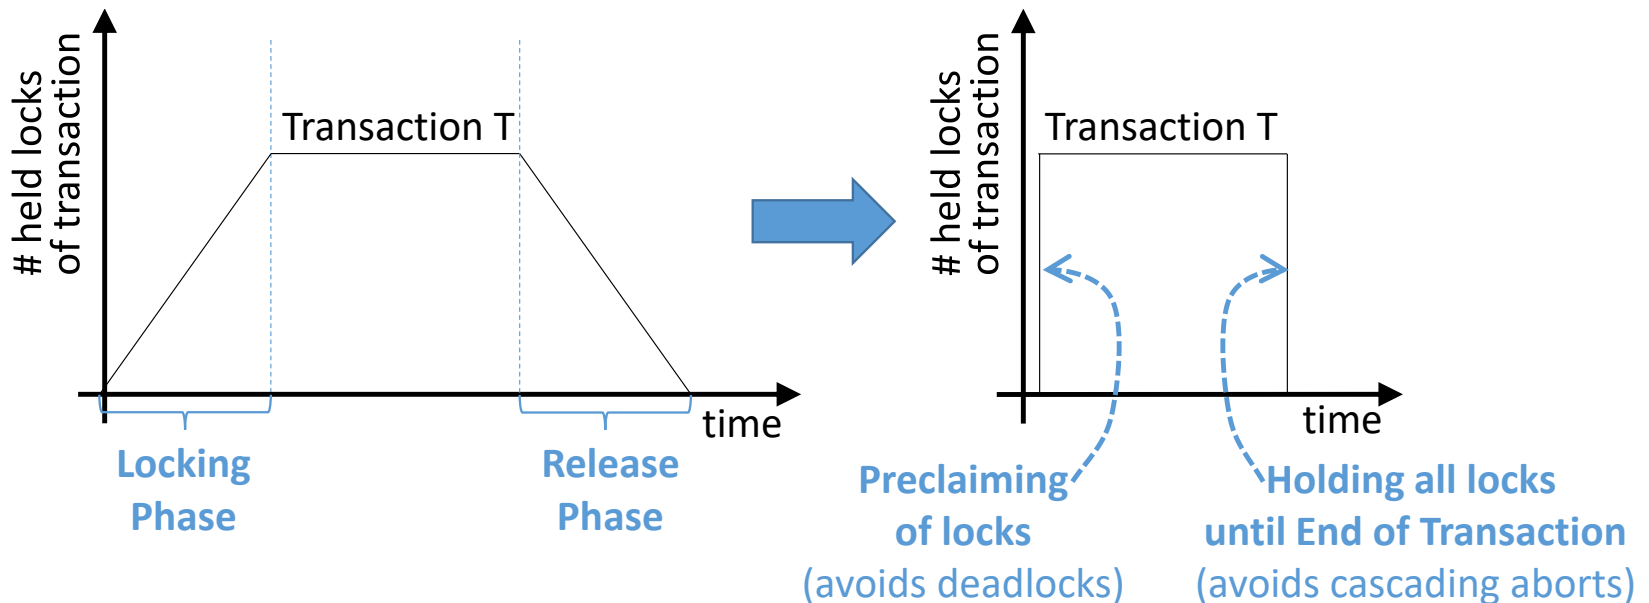 # held locks
of transaction
Transaction T
time
Locking
Phase
Release
Phase
# held locks
of transaction
Transaction T
time
Preclaiming
of locks
(avoids deadlocks)
Holding all locks
until End of Transaction
(avoids cascading aborts)